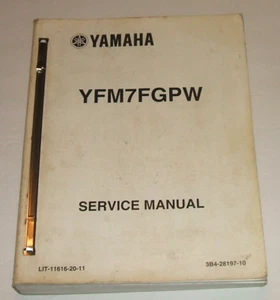 YAMAHA
YFM7FGPW
SERVICE MANUAL
LIT-11616-20-11
3B4-28197-10